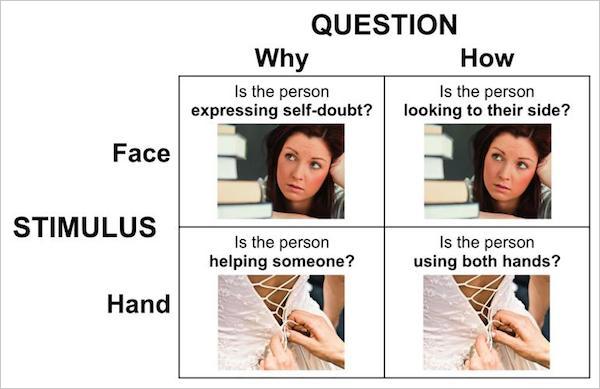 QUESTION
Why How
Is the person
expressing self-doubt?
Is the person
looking to their side?
Face
STIMULUS
Is the person
helping someone?
Is the person
using both hands?
Hand